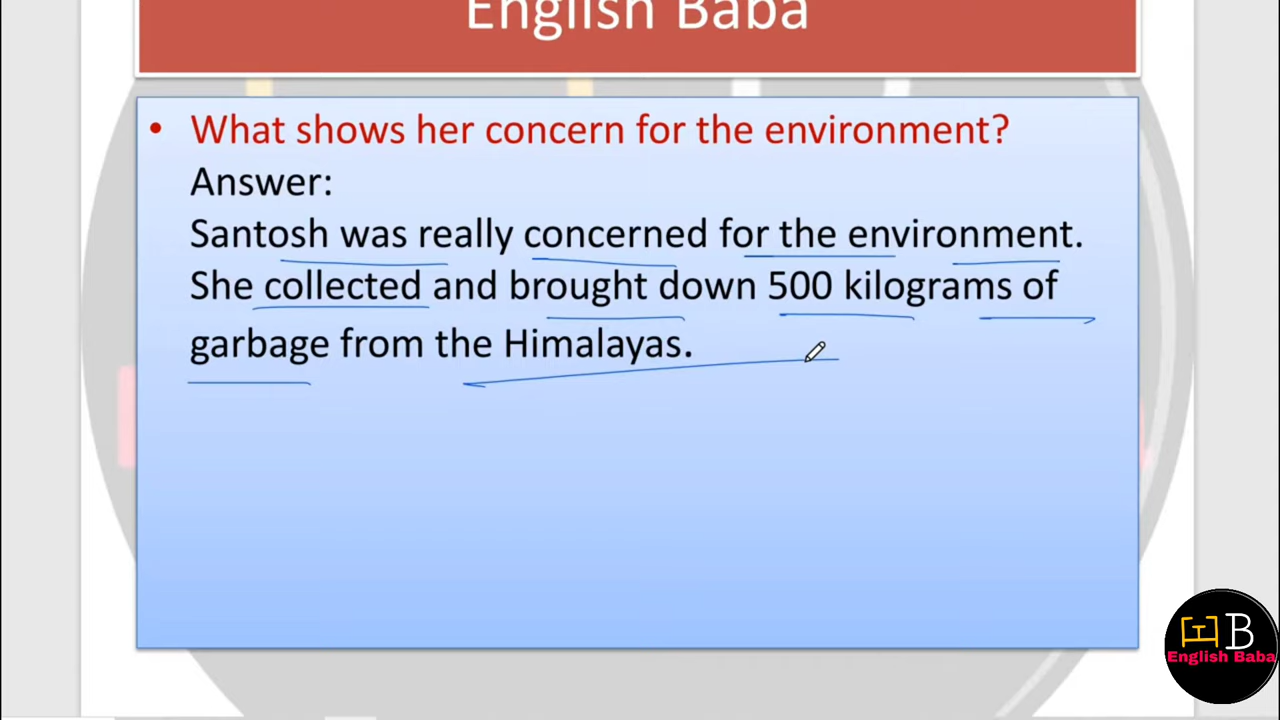 English Baba
• What shows her concern for the environment?
Answer:
Santosh was really concerned for the environment.
She collected and brought down 500 kilograms of
garbage from the Himalayas.
B
English Baba